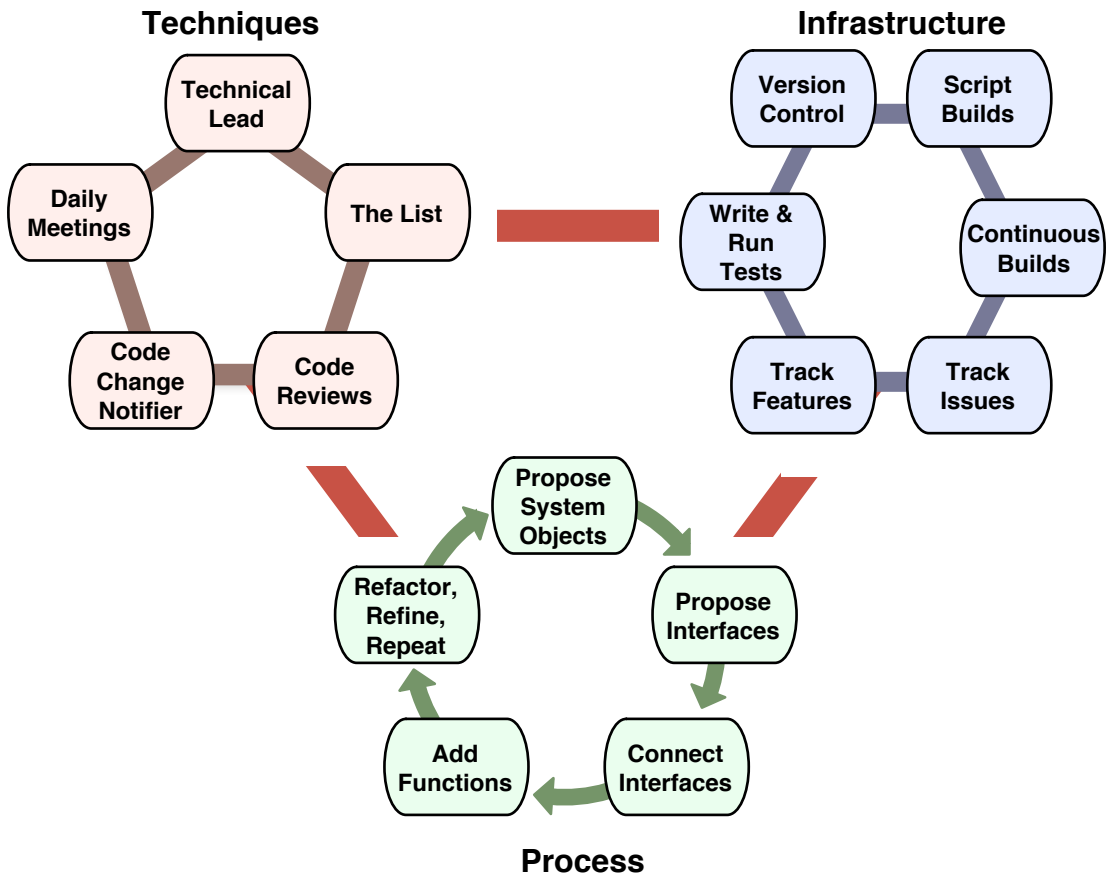 Techniques
Technical
Lead
Daily
Meetings
The List
Code
Change
Notifier
Code
Reviews
Infrastructure
Version
Control
Script
Builds
Write &
Run
Tests
Continuous
Builds
Track
Features
Track
Issues
Propose
System
Objects
Refactor,
Refine,
Repeat
Propose
Interfaces
Add
Functions
Connect
Interfaces
Process